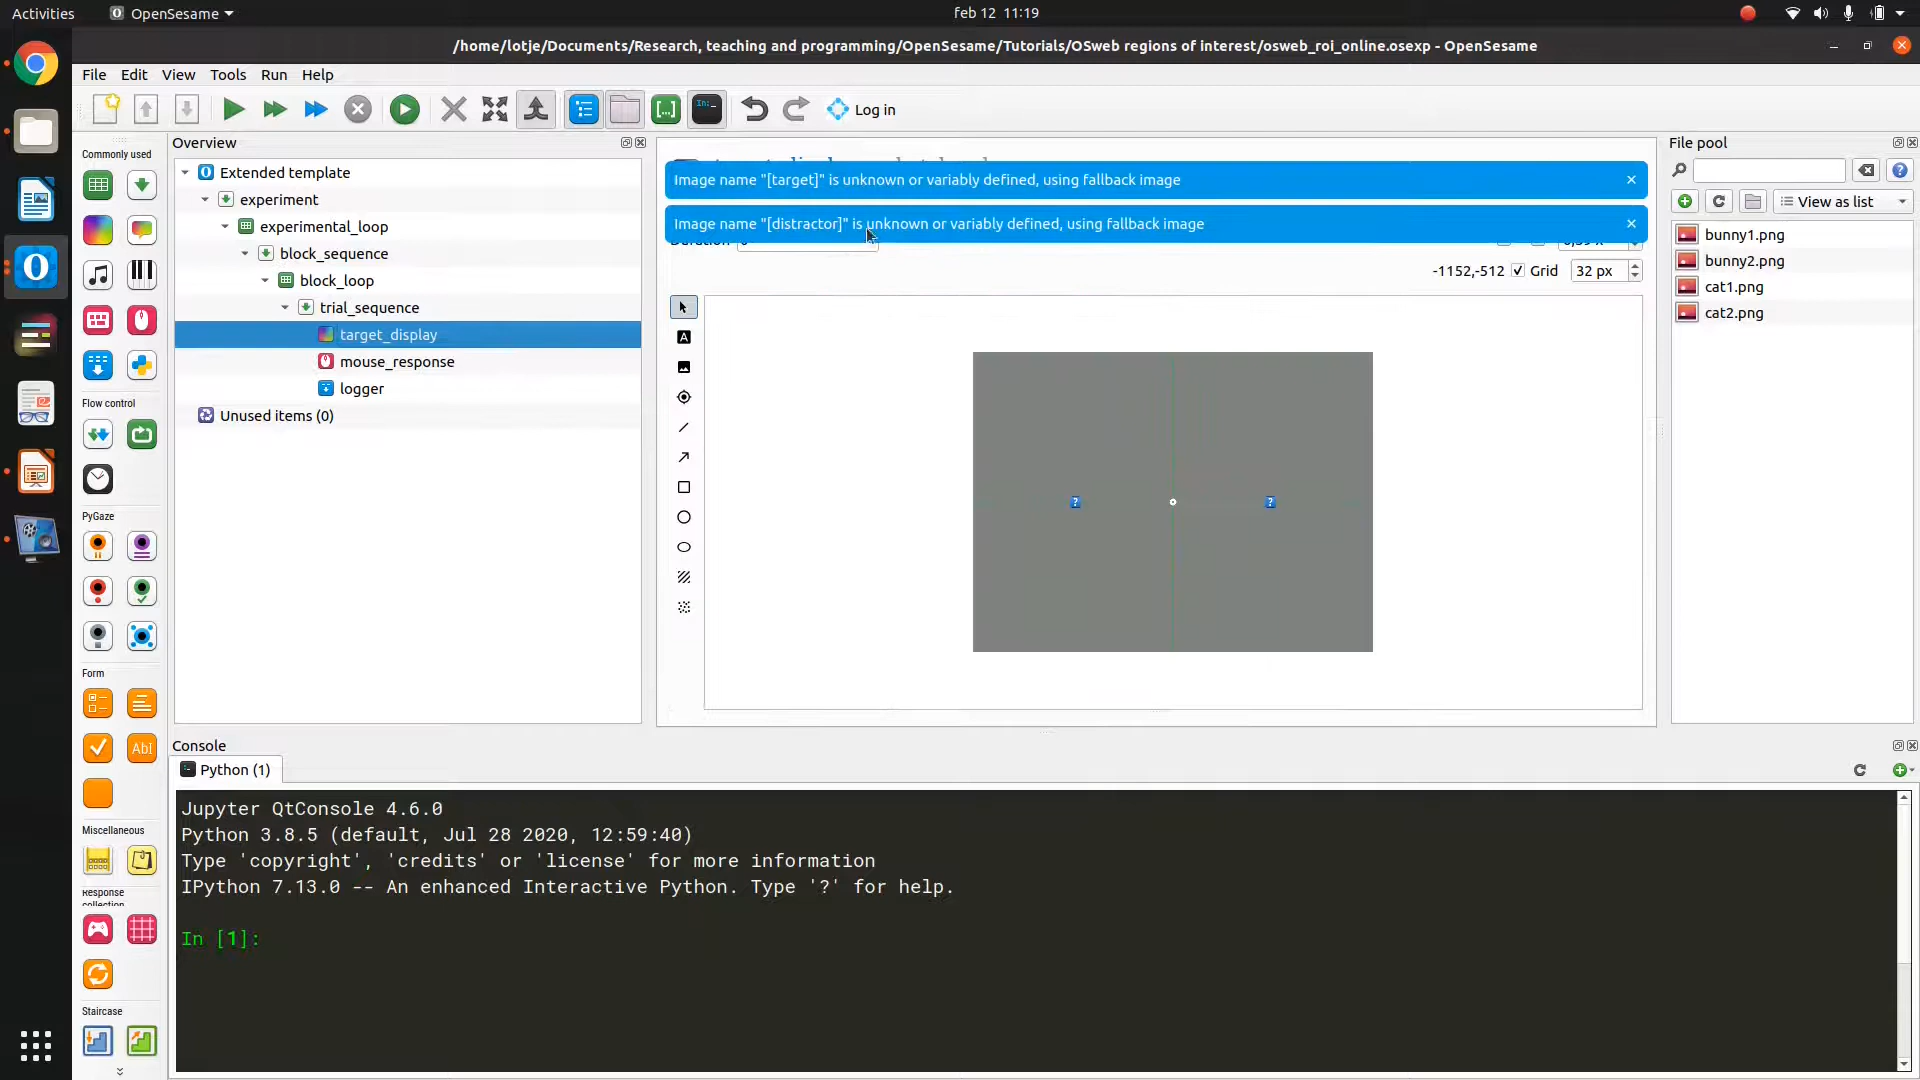 Activities
OpenSesame
feb 12 11:19
/home/lotje/Documents/Research, teaching and programming/OpenSesame/Tutorials/OSweb regions of interest/osweb_roi_online.osexp - OpenSesame
File Edit View Tools Run Help
Log in
Overview
Extended template
experiment
experimental_loop
block_sequence
block_loop
trial_sequence
target_display
mouse_response
logger
Unused items (0)
Commonly used
Flow control
PyGaze
Form
Abi
Miscellaneous
Response
collection
Staircase
Image name "[target]" is unknown or variably defined, using fallback image
Image name "[distractor]" is unknown or variably defined, using fallback image
-1152,-512
Grid
32 px
?
?
File pool
View as list
bunny1.png
bunny2.png
cat1.png
cat2.png
Console
Python (1)
Jupyter QtConsole 4.6.0
Python 3.8.5 (default, Jul 28 2020, 12:59:40)
Type 'copyright', 'credits' or 'license' for more information
IPython 7.13.0 -- An enhanced Interactive Python. Type '?' for help.
In [1]: